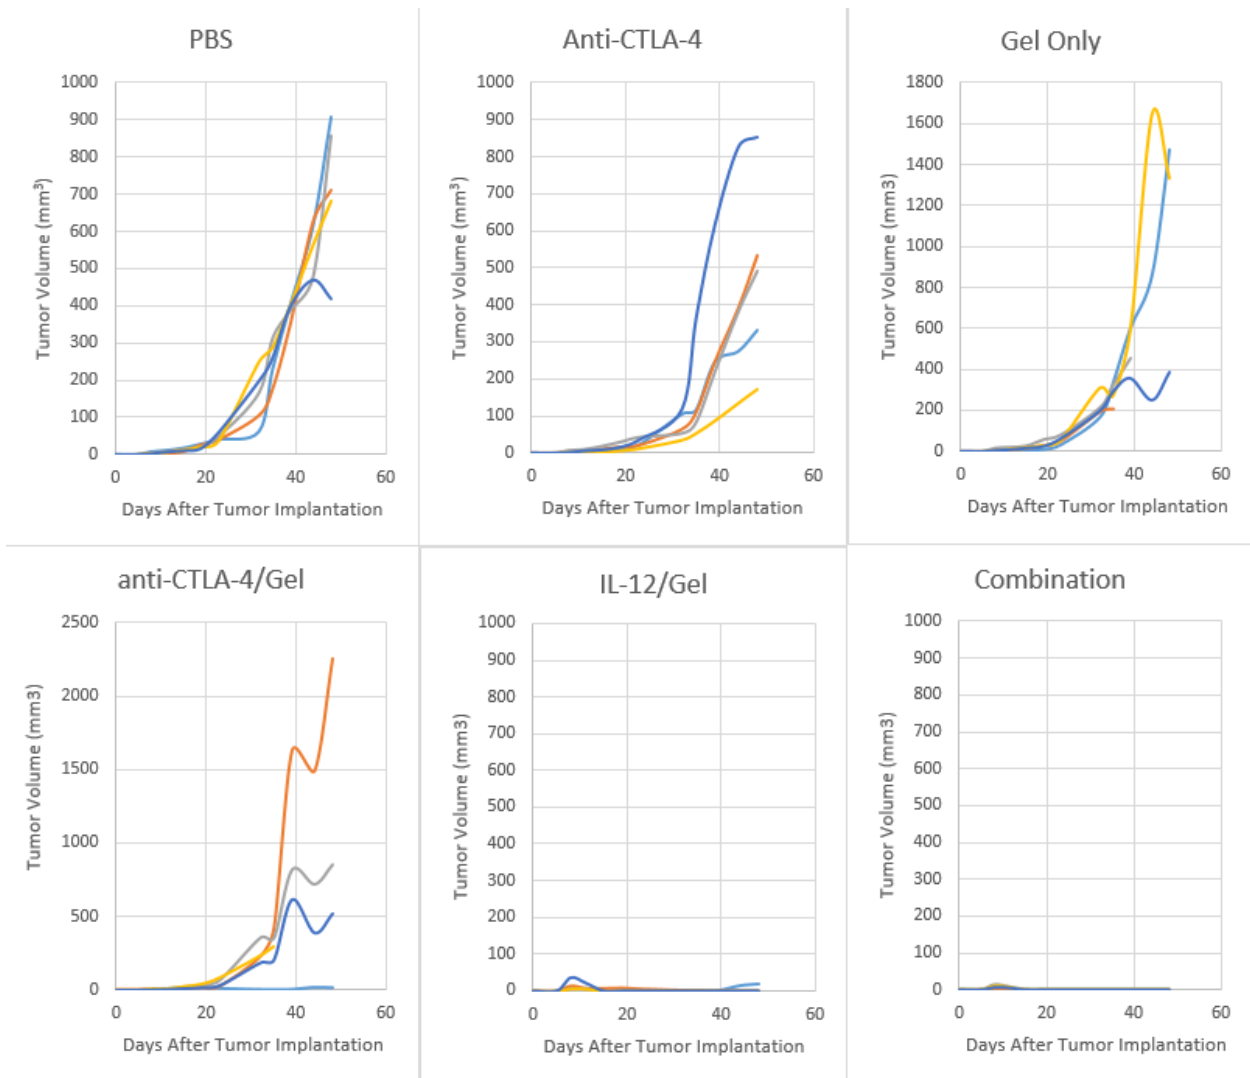 PBS
1000
900
800
700
600
500
400
300
200
100
0
0 20 40 60
Tumor Volume (mm³)
Days After Tumor Implantation
Anti-CTLA-4
1000
900
800
700
600
500
400
300
200
100
0
0 20 40 60
Tumor Volume (mm³)
Days After Tumor Implantation
Gel Only
1800
1600
1400
1200
1000
800
600
400
200
0
0 20 40 60
Tumor Volume (mm3)
Days After Tumor Implantation
anti-CTLA-4/Gel
2500
2000
1500
1000
500
0
0 20 40 60
Tumor Volume (mm3)
Days After Tumor Implantation
IL-12/Gel
1000
900
800
700
600
500
400
300
200
100
0
0 20 40 60
Tumor Volume (mm3)
Days After Tumor Implantation
Combination
1000
900
800
700
600
500
400
300
200
100
0
0 20 40 60
Tumor Volume (mm3)
Days After Tumor Implantation